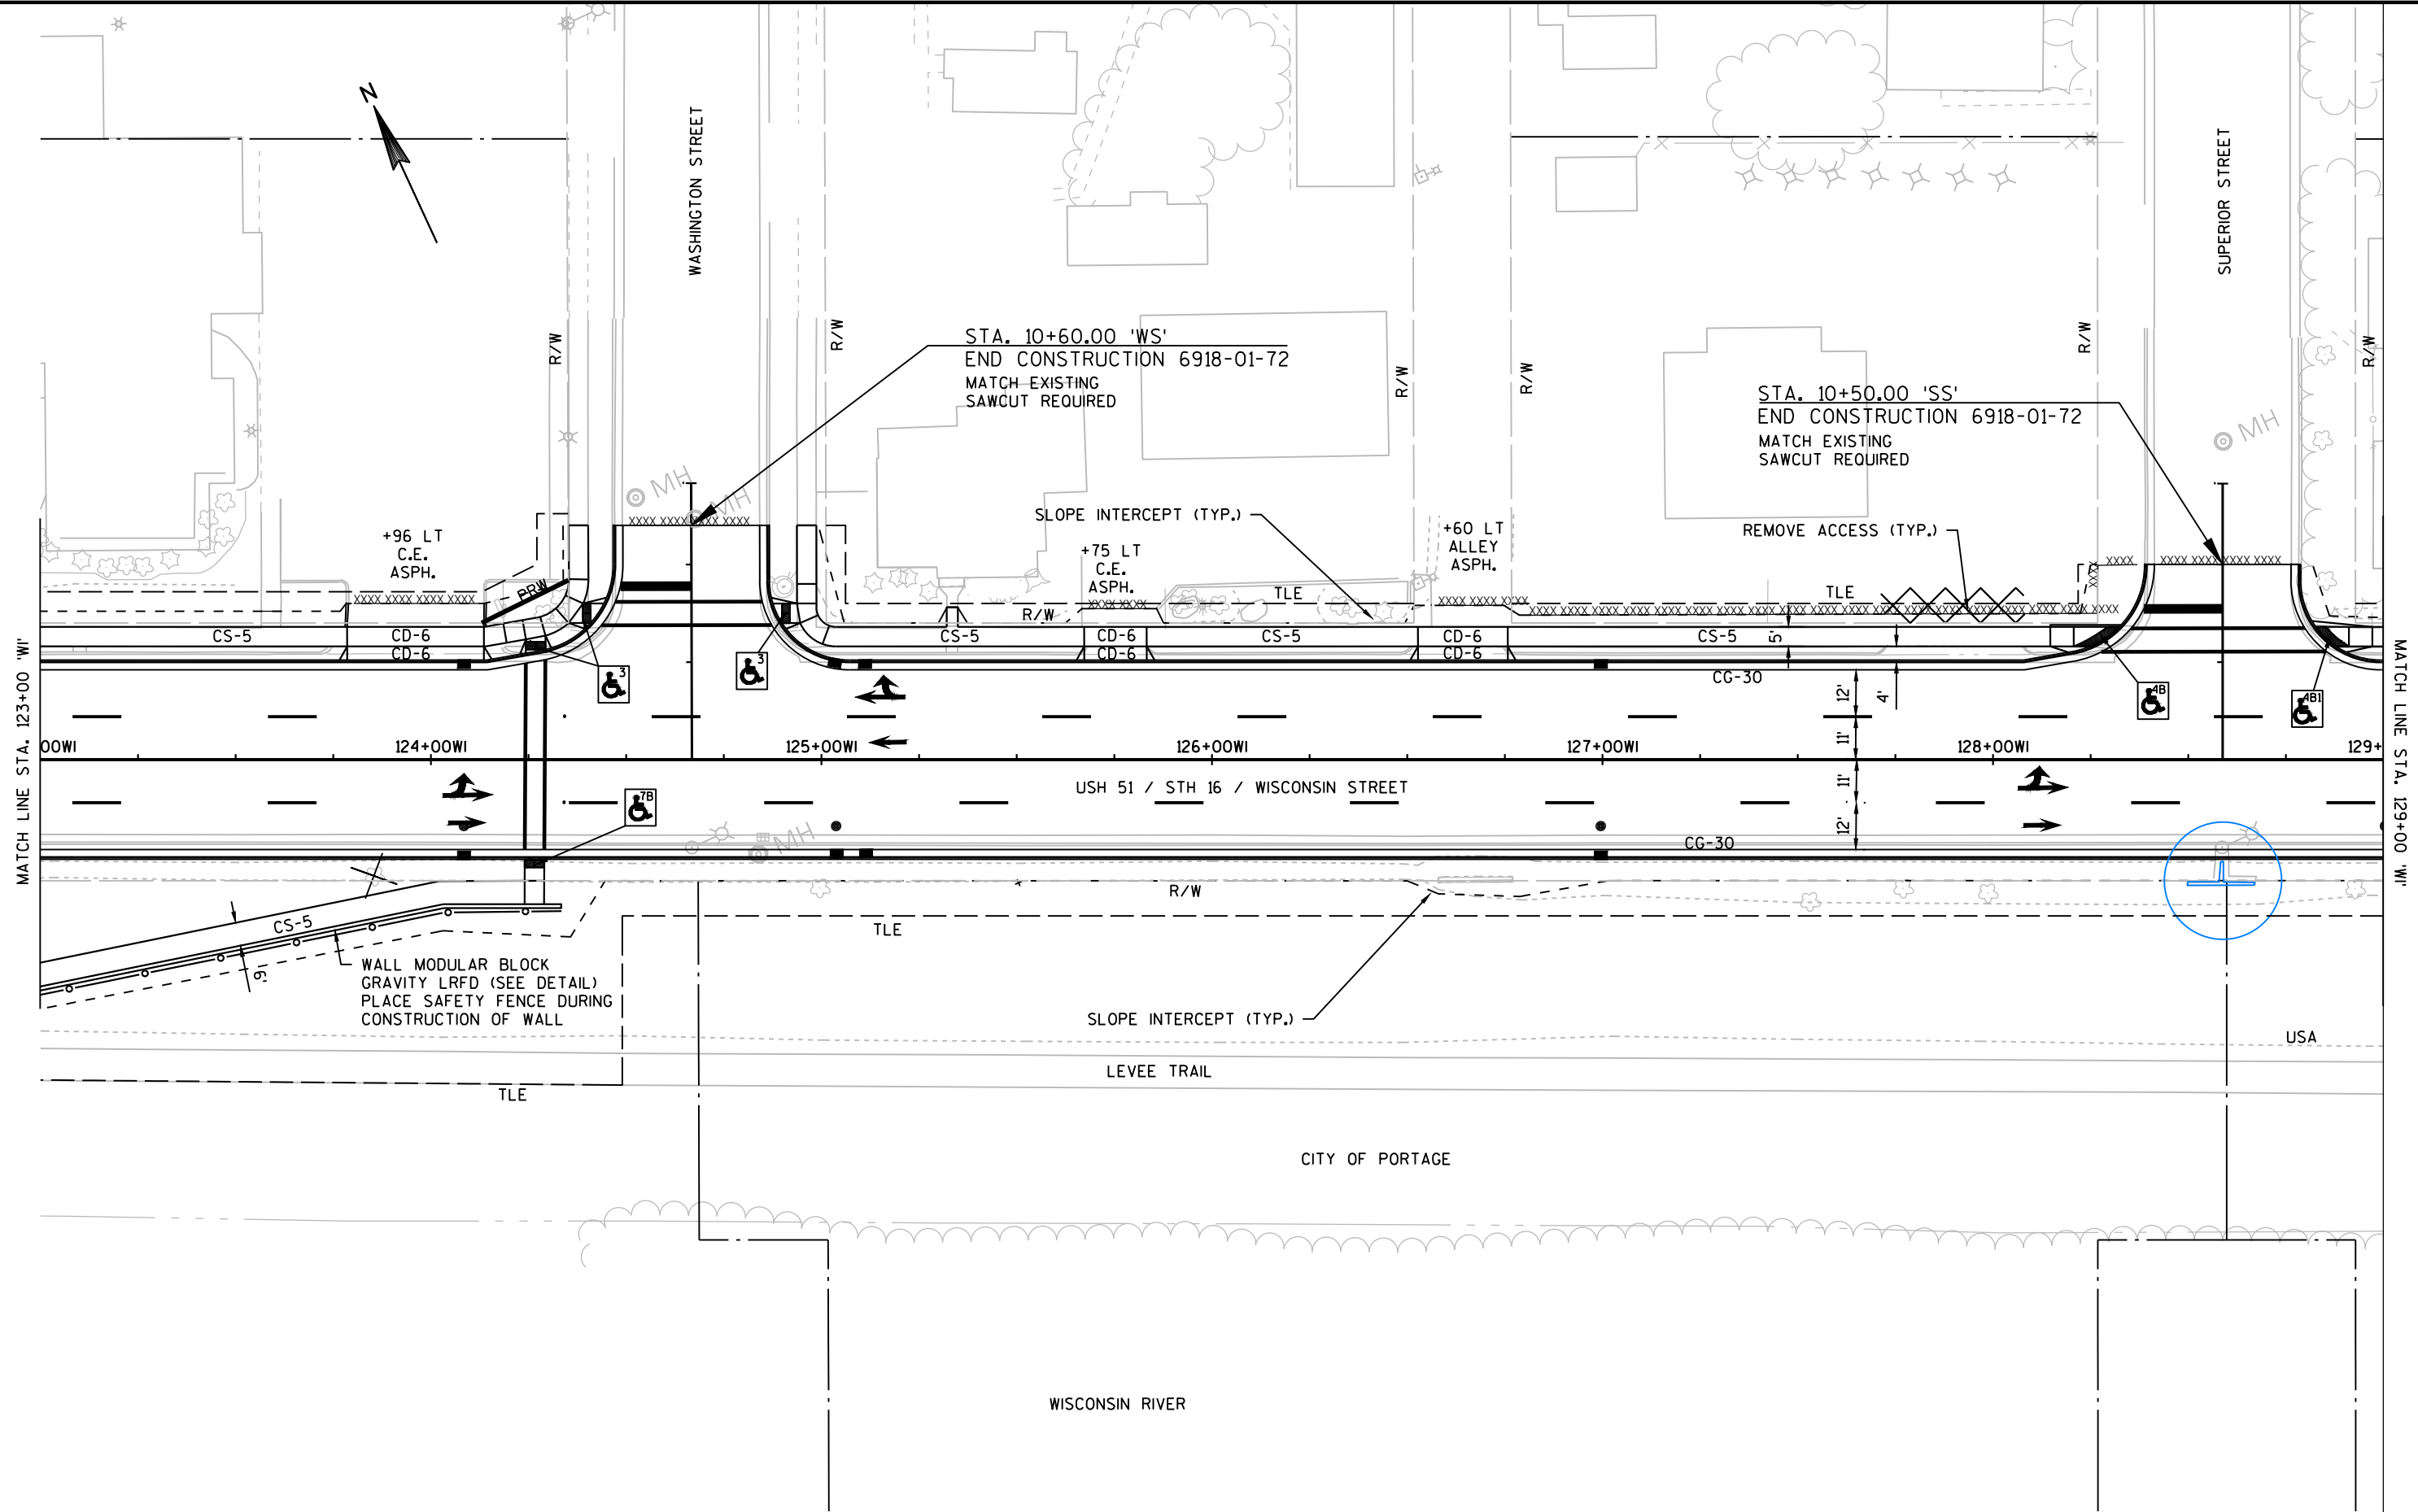 N
WASHINGTON STREET
SUPERIOR STREET
R/W
R/W
R/W
R/W
R/W
R/W
STA. 10+60.00 'WS'
END CONSTRUCTION 6918-01-72
MATCH EXISTING
SAWCUT REQUIRED
STA. 10+50.00 'SS'
END CONSTRUCTION 6918-01-72
MATCH EXISTING
SAWCUT REQUIRED
MH
MH
MH
+96 LT
C.E.
ASPH.
SLOPE INTERCEPT (TYP.)
+75 LT
C.E.
ASPH.
+60 LT
ALLEY
ASPH.
REMOVE ACCESS (TYP.)
PRW
TLE
TLE
R/W
CS-5
CD-6
CD-6
CS-5
CD-6
CD-6
CS-5
CD-6
CD-6
CS-5
5'
3
3
4B
4B1
CG-30
12'
4'
11'
MATCH LINE STA. 123+00 'WI'
MATCH LINE STA. 129+00 'WI'
00WI
124+00WI
125+00WI
126+00WI
127+00WI
128+00WI
129+
USH 51 / STH 16 / WISCONSIN STREET
11'
12'
7B
MH
CG-30
R/W
CS-5
TLE
6'
WALL MODULAR BLOCK
GRAVITY LRFD (SEE DETAIL)
PLACE SAFETY FENCE DURING
CONSTRUCTION OF WALL
SLOPE INTERCEPT (TYP.)
USA
LEVEE TRAIL
TLE
CITY OF PORTAGE
WISCONSIN RIVER